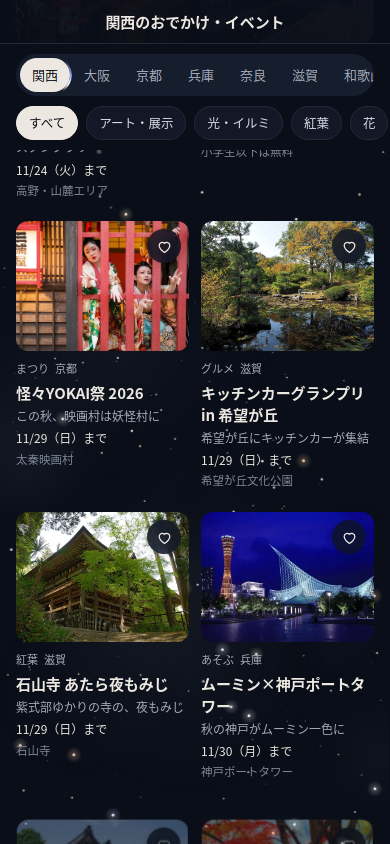 関西のおでかけ・イベント
関西 大阪 京都 兵庫 奈良 滋賀
すべて アート・展示 光・イルミ 紅葉 花
11/24（火）まで
高野・山麓エリア
小学生以下は無料
まつり 京都
怪々YOKAI祭 2026
この秋、映画村は妖怪村に
11/29（日）まで
太秦映画村
グルメ 滋賀
キッチンカーグランプリ
in 希望が丘
希望が丘にキッチンカーが集結
11/29（日）まで
希望が丘文化公園
紅葉 滋賀
石山寺 あたら夜もみじ
紫式部ゆかりの寺の、夜もみじ
11/29（日）まで
石山寺
あそぶ 兵庫
ムーミン×神戸ポートタ
ワー
秋の神戸がムーミン一色に
11/30（月）まで
神戸ポートタワー